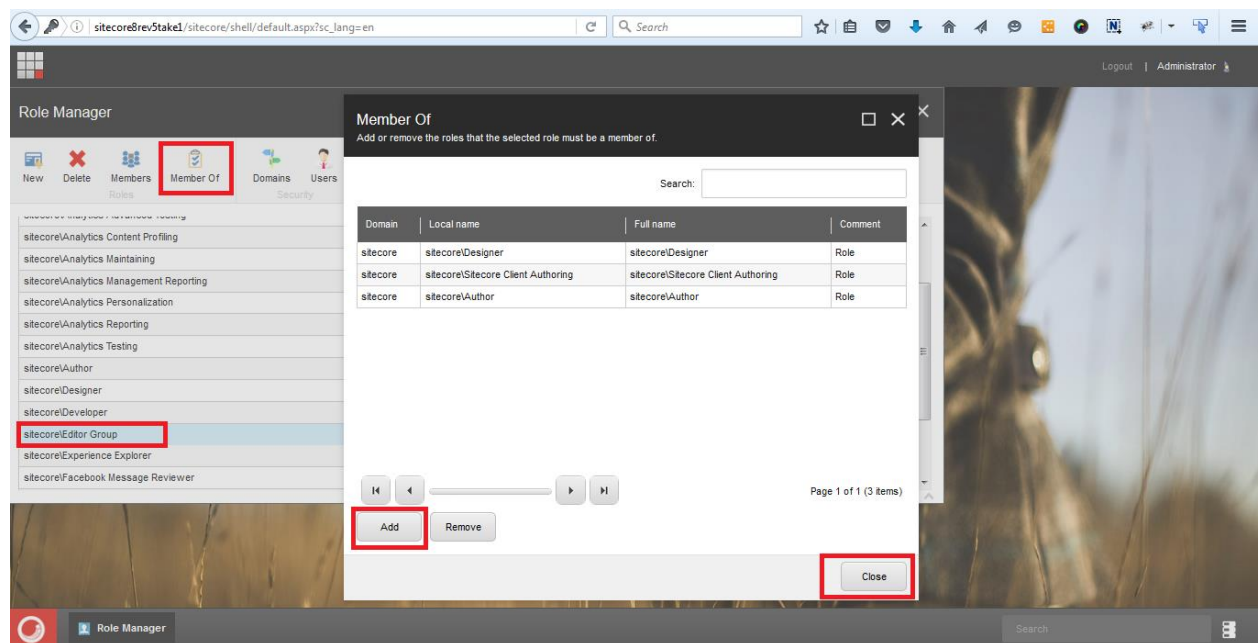 sitecore8rev5take1/sitecore/shell/default.aspx?sc_lang=en
Search
Logout | Administrator
Role Manager
New Delete Members Member Of Domains Users
Roles Security
sitecore\Analytics Advanced Testing
sitecore\Analytics Content Profiling
sitecore\Analytics Maintaining
sitecore\Analytics Management Reporting
sitecore\Analytics Personalization
sitecore\Analytics Reporting
sitecore\Analytics Testing
sitecore\Author
sitecore\Designer
sitecore\Developer
sitecore\Editor Group
sitecore\Experience Explorer
sitecore\Facebook Message Reviewer
Member Of
Add or remove the roles that the selected role must be a member of.
Search:
Domain Local name Full name Comment
sitecore sitecore\Designer sitecore\Designer Role
sitecore sitecore\Sitecore Client Authoring sitecore\Sitecore Client Authoring Role
sitecore sitecore\Author sitecore\Author Role
Page 1 of 1 (3 items)
Add Remove
Close
Role Manager
Search